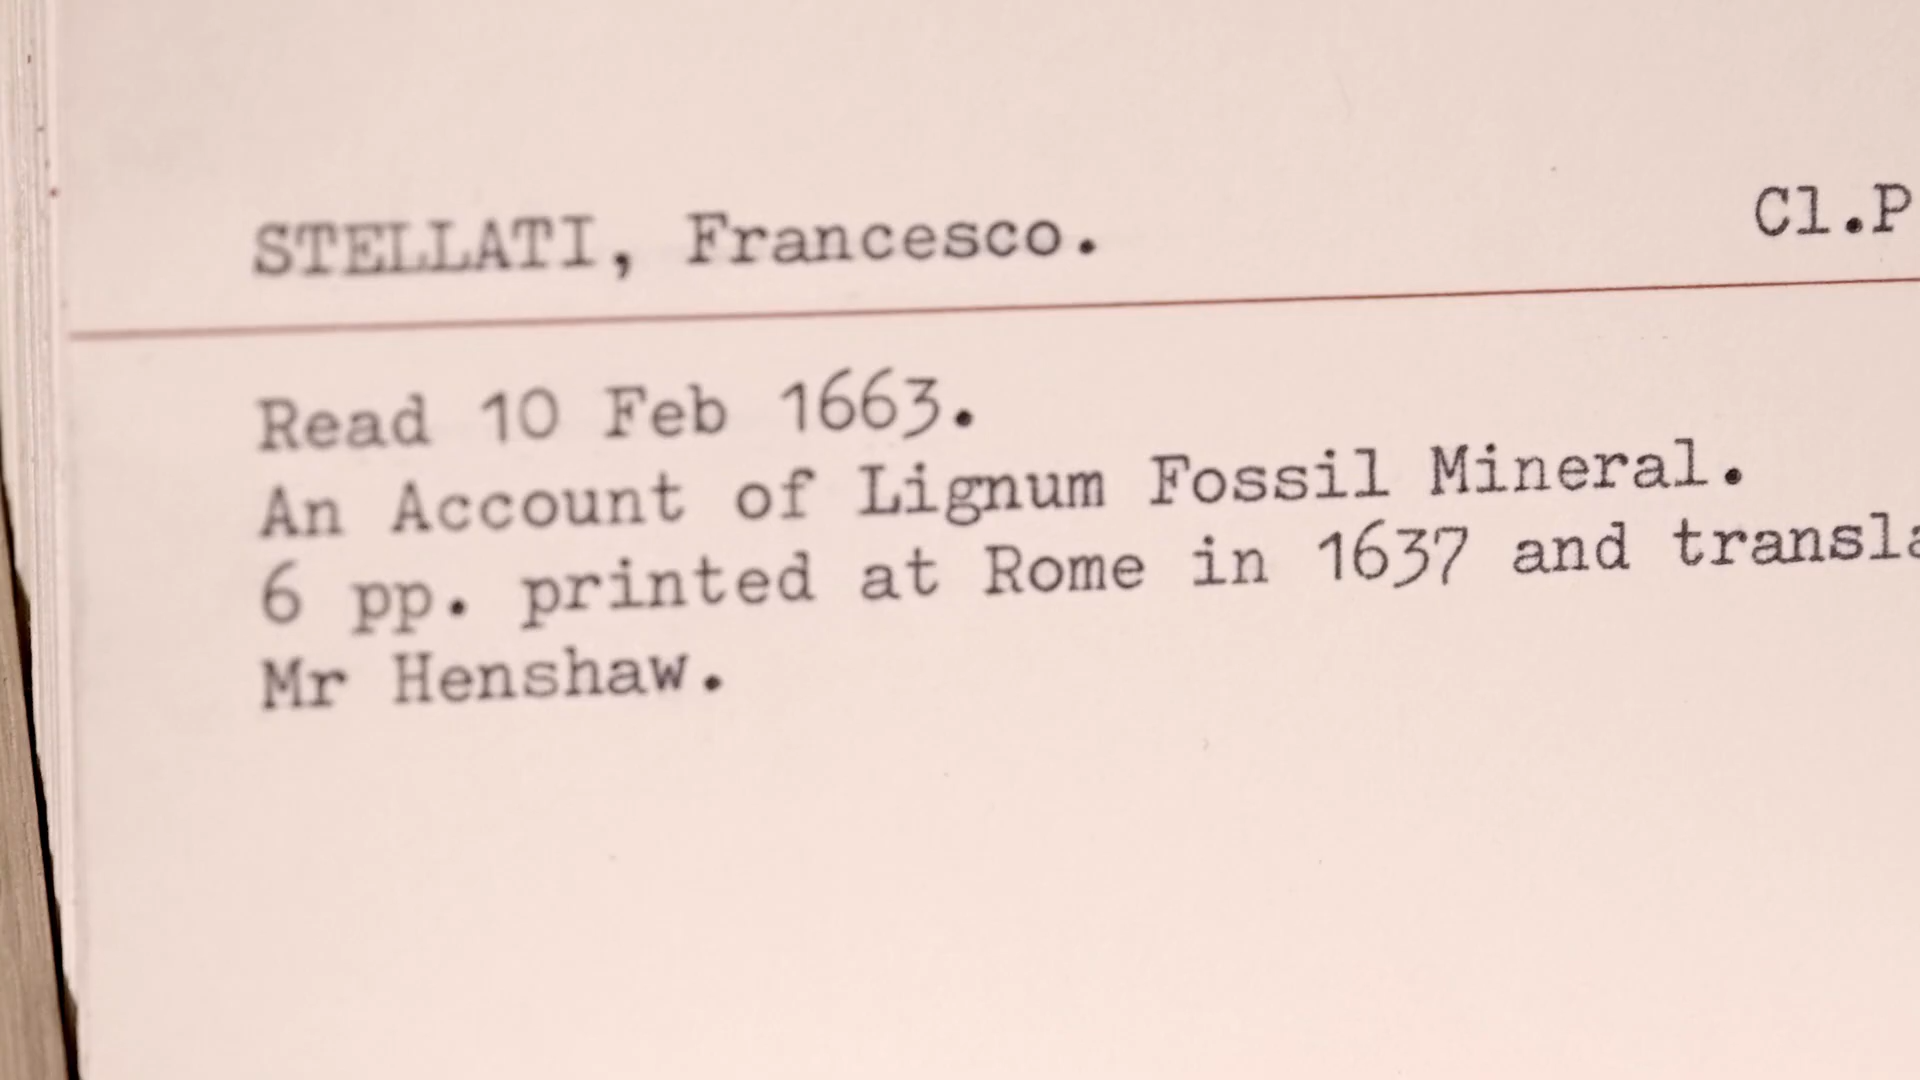 STELLATI, Francesco. Cl.P
Read 10 Feb 1663.
An Account of Lignum Fossil Mineral.
6 pp. printed at Rome in 1637 and transla
Mr Henshaw.